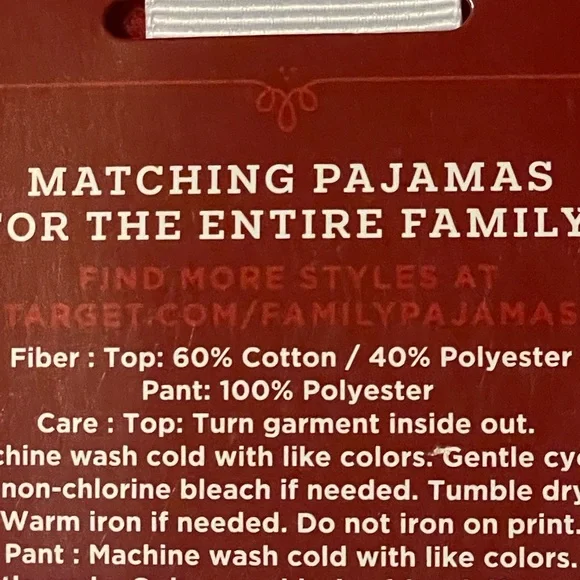 MATCHING PAJAMAS
FOR THE ENTIRE FAMILY
FIND MORE STYLES AT
TARGET.COM/FAMILYPAJAMAS
Fiber : Top: 60% Cotton / 40% Polyester
Pant: 100% Polyester
Care : Top: Turn garment inside out.
chine wash cold with like colors. Gentle cy
non-chlorine bleach if needed. Tumble dry
Warm iron if needed. Do not iron on print.
Pant : Machine wash cold with like colors.